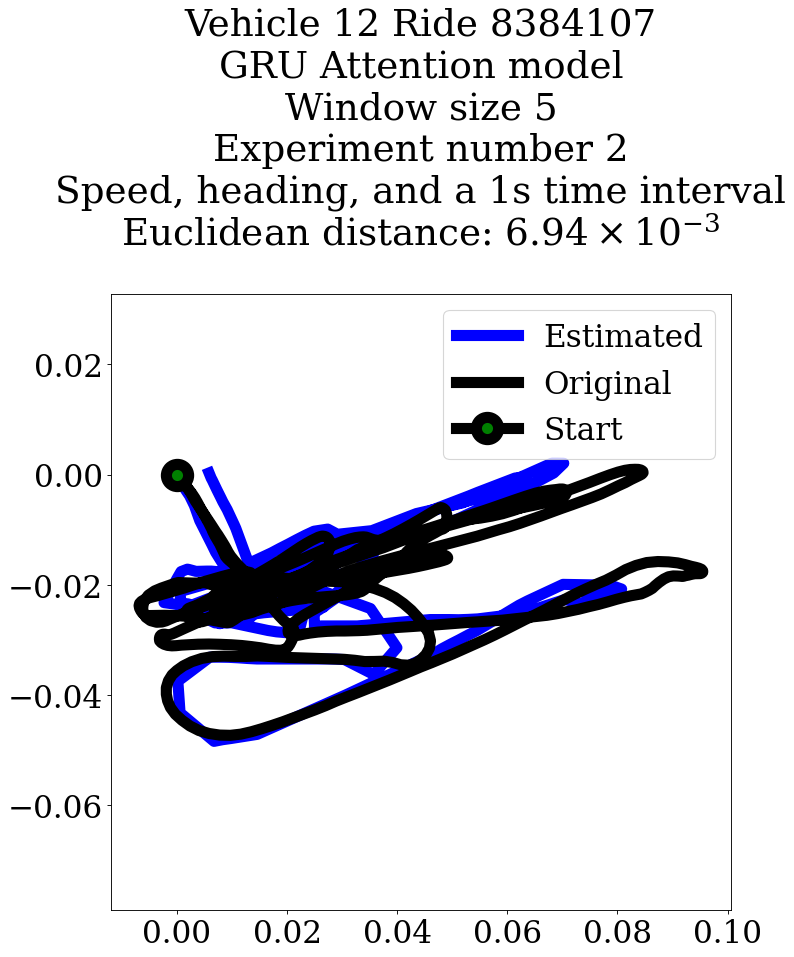 Vehicle 12 Ride 8384107
GRU Attention model
Window size 5
Experiment number 2
Speed, heading, and a 1s time interval
Euclidean distance: 6.94 × 10⁻³
Estimated
Original
Start
0.02
0.00
−0.02
−0.04
−0.06
0.00 0.02 0.04 0.06 0.08 0.10